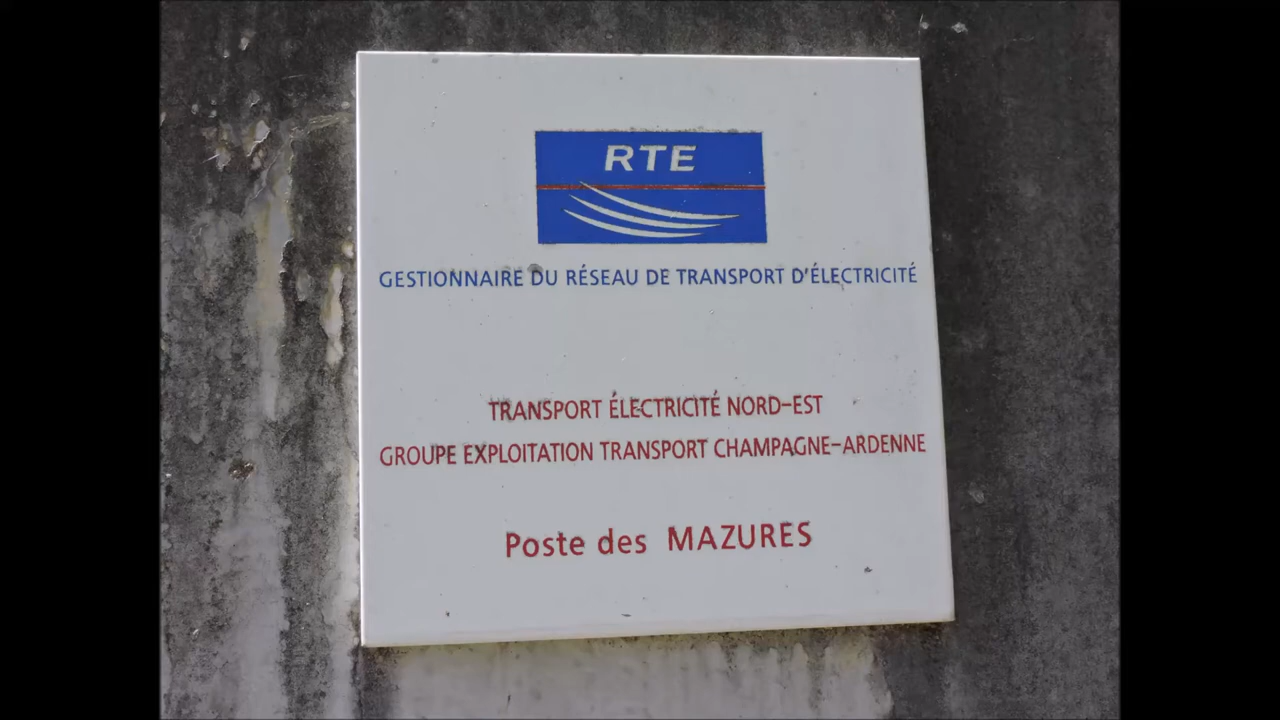 RTE
GESTIONNAIRE DU RÉSEAU DE TRANSPORT D'ÉLECTRICITÉ
TRANSPORT ÉLECTRICITÉ NORD-EST
GROUPE EXPLOITATION TRANSPORT CHAMPAGNE-ARDENNE
Poste des MAZURES